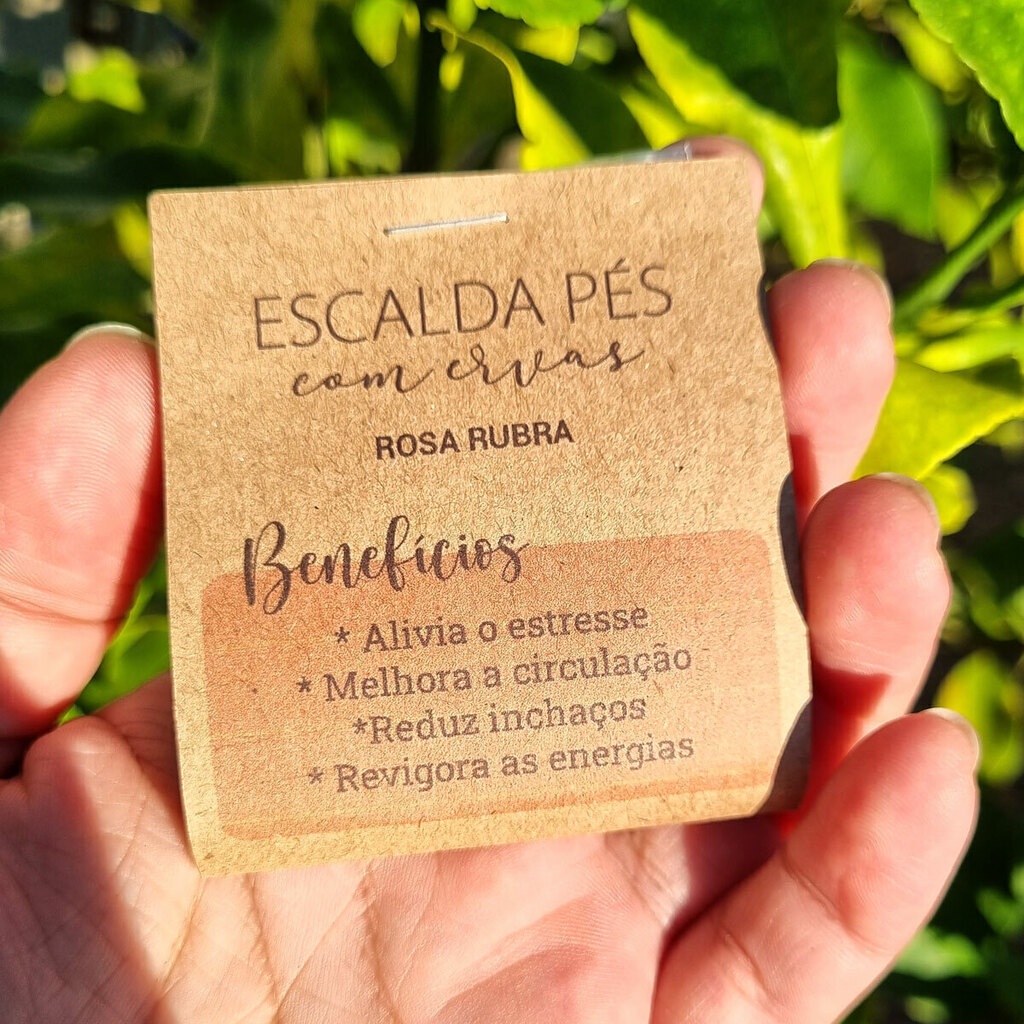 ESCALDA PÉS
com ervas
ROSA RUBRA
Benefícios
* Alivia o estresse
* Melhora a circulação
*Reduz inchaços
* Revigora as energias